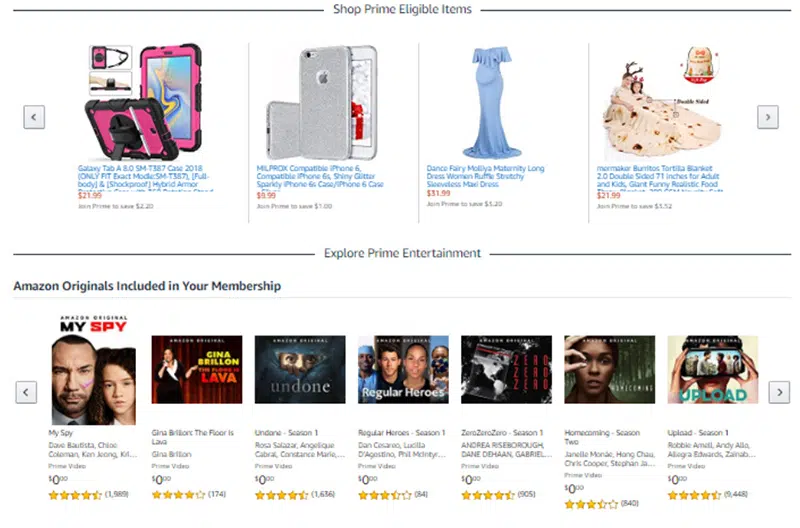 Shop Prime Eligible Items
Galaxy Tab A 8.0 SM-T387 Case 2018
[ONLY FIT Exact Model:SM-T387], [Full-
body] & [Shockproof] Hybrid Armor
$21.99
Join Prime to save $2.20
MILPROX Compatible iPhone 6,
Compatible iPhone 6s, Shiny Glitter
Sparkly iPhone 6s Case/iPhone 6 Case
$9.99
Join Prime to save $1.00
Dance Fairy Molliya Maternity Long
Dress Women Ruffle Stretchy
Sleeveless Maxi Dress
$31.99
Join Prime to save $3.20
Double Sided
mermaker Burritos Tortilla Blanket
2.0 Double Sided 71 inches for Adult
and Kids, Giant Funny Realistic Food
$21.99
Join Prime to save $3.52
Explore Prime Entertainment
Amazon Originals Included in Your Membership
AMAZON ORIGINAL
MY SPY
My Spy
Dave Bautista, Chloe
Coleman, Ken Jeong, Kri...
Prime Video
$0.00
(1,989)
AMAZON ORIGINAL
GINA
BRILLON
THE FLOOR IS
LAVA
Gina Brillon: The Floor Is
Lava
Gina Brillon
Prime Video
$0.00
(174)
AMAZON ORIGINAL
undone
Undone - Season 1
Rosa Salazar, Angelique
Cabral, Constance Marie,...
Prime Video
$0.00
(1,636)
AMAZON ORIGINAL
Regular Heroes
Regular Heroes - Season 1
Dan Cesareo, Lucilla
D'Agostino, Phil McIntyr...
Prime Video
$0.00
(84)
AMAZON ORIGINAL
ZERO
ZERO
ZERO
ZeroZeroZero - Season 1
ANDREA RISEBOROUGH,
DANE DEHAAN, GABRIEL...
Prime Video
$0.00
(905)
AMAZON ORIGINAL
HOMECOMING
Homecoming - Season
Two
Janelle Monáe, Hong Chau,
Chris Cooper, Stephan Ja...
Prime Video
$0.00
(640)
AMAZON ORIGINAL
UPLOAD
Upload - Season 1
Robbie Amell, Andy Allo,
Allegra Edwards, Zainab...
Prime Video
$0.00
(9,448)